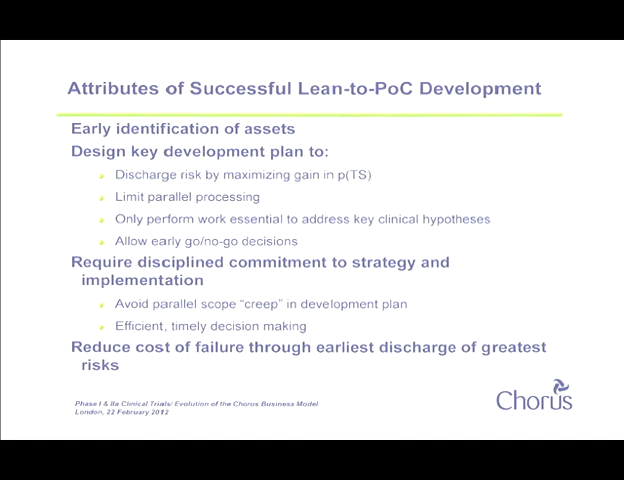 Attributes of Successful Lean-to-PoC Development
Early identification of assets
Design key development plan to:
Discharge risk by maximizing gain in p(TS)
Limit parallel processing
Only perform work essential to address key clinical hypotheses
Allow early go/no-go decisions
Require disciplined commitment to strategy and
implementation
Avoid parallel scope “creep” in development plan
Efficient, timely decision making
Reduce cost of failure through earliest discharge of greatest
risks
Phase I & IIa Clinical Trials/ Evolution of the Chorus Business Model
London, 22 February 2012
Chorus